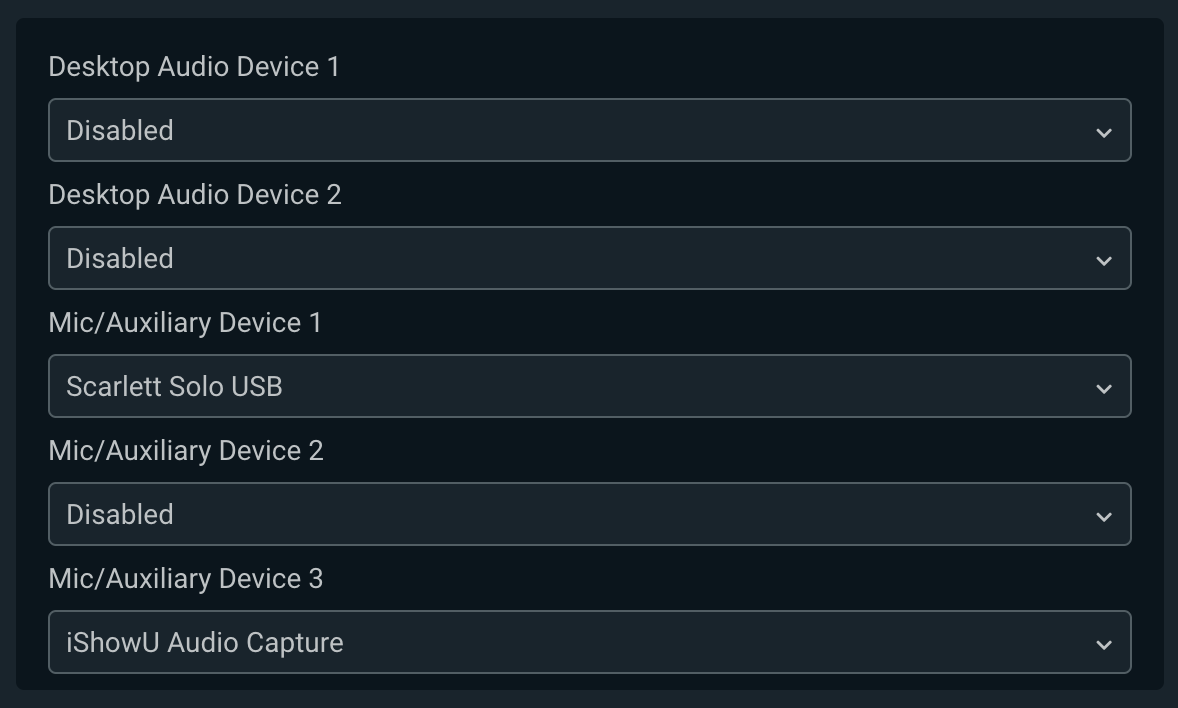 Desktop Audio Device 1
Disabled
Desktop Audio Device 2
Disabled
Mic/Auxiliary Device 1
Scarlett Solo USB
Mic/Auxiliary Device 2
Disabled
Mic/Auxiliary Device 3
iShowU Audio Capture